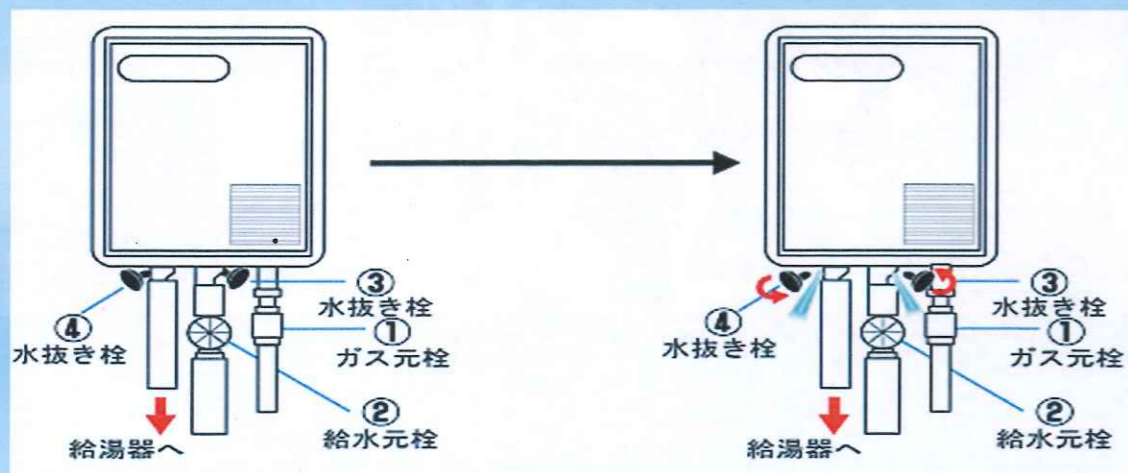 ③
水抜き栓
④
水抜き栓
①
ガス元栓
②
給水元栓
給湯器へ
③
水抜き栓
④
水抜き栓
①
ガス元栓
②
給水元栓
給湯器へ